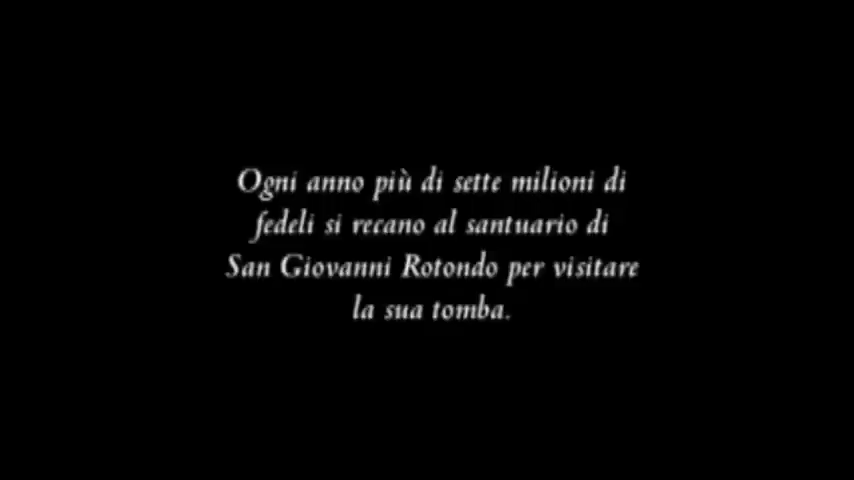 Ogni anno più di sette milioni di
fedeli si recano al santuario di
San Giovanni Rotondo per visitare
la sua tomba.